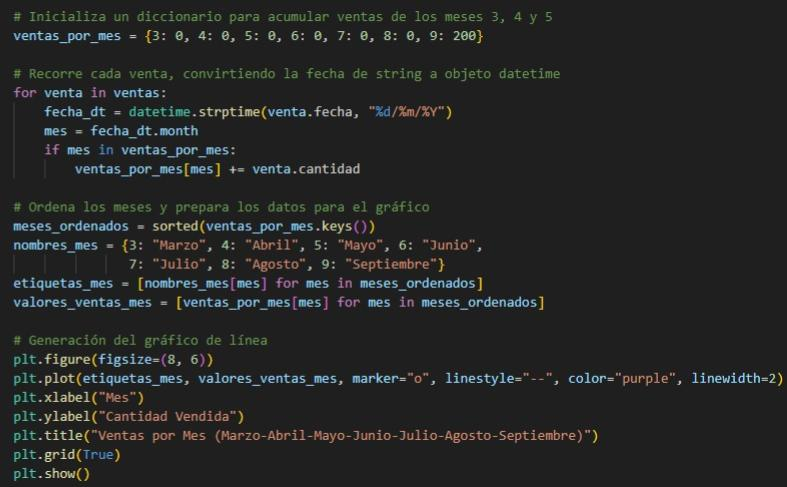 # Inicializa un diccionario para acumular ventas de los meses 3, 4 y 5
ventas_por_mes = {3: 0, 4: 0, 5: 0, 6: 0, 7: 0, 8: 0, 9: 200}

# Recorre cada venta, convirtiendo la fecha de string a objeto datetime
for venta in ventas:
    fecha_dt = datetime.strptime(venta.fecha, "%d/%m/%Y")
    mes = fecha_dt.month
    if mes in ventas_por_mes:
        ventas_por_mes[mes] += venta.cantidad

# Ordena los meses y prepara los datos para el gráfico
meses_ordenados = sorted(ventas_por_mes.keys())
nombres_mes = {3: "Marzo", 4: "Abril", 5: "Mayo", 6: "Junio",
               7: "Julio", 8: "Agosto", 9: "Septiembre"}
etiquetas_mes = [nombres_mes[mes] for mes in meses_ordenados]
valores_ventas_mes = [ventas_por_mes[mes] for mes in meses_ordenados]

# Generación del gráfico de línea
plt.figure(figsize=(8, 6))
plt.plot(etiquetas_mes, valores_ventas_mes, marker="o", linestyle="--", color="purple", linewidth=2)
plt.xlabel("Mes")
plt.ylabel("Cantidad Vendida")
plt.title("Ventas por Mes (Marzo-Abril-Mayo-Junio-Julio-Agosto-Septiembre)")
plt.grid(True)
plt.show()